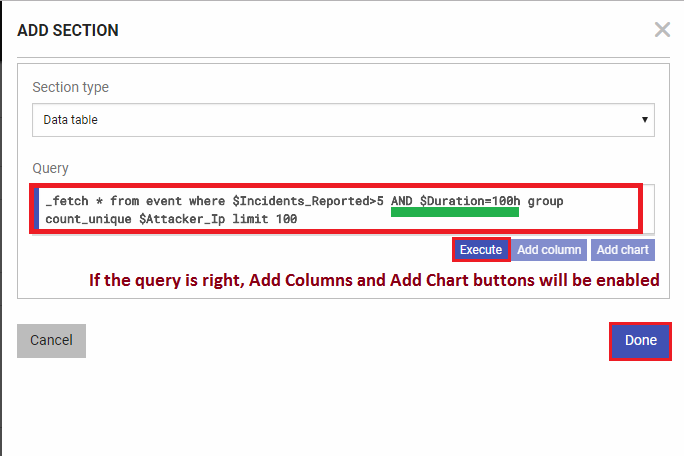 ADD SECTION
Section type
Data table
Query
_fetch * from event where $Incidents_Reported>5 AND $Duration=100h group
count_unique $Attacker_Ip limit 100
Execute Add column Add chart
If the query is right, Add Columns and Add Chart buttons will be enabled
Cancel Done